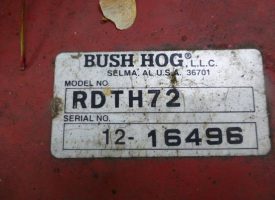 BUSH HOG®, L.L.C.
SELMA, AL U.S.A. 36701
MODEL NO.
RDTH72
SERIAL NO.
12- 16496